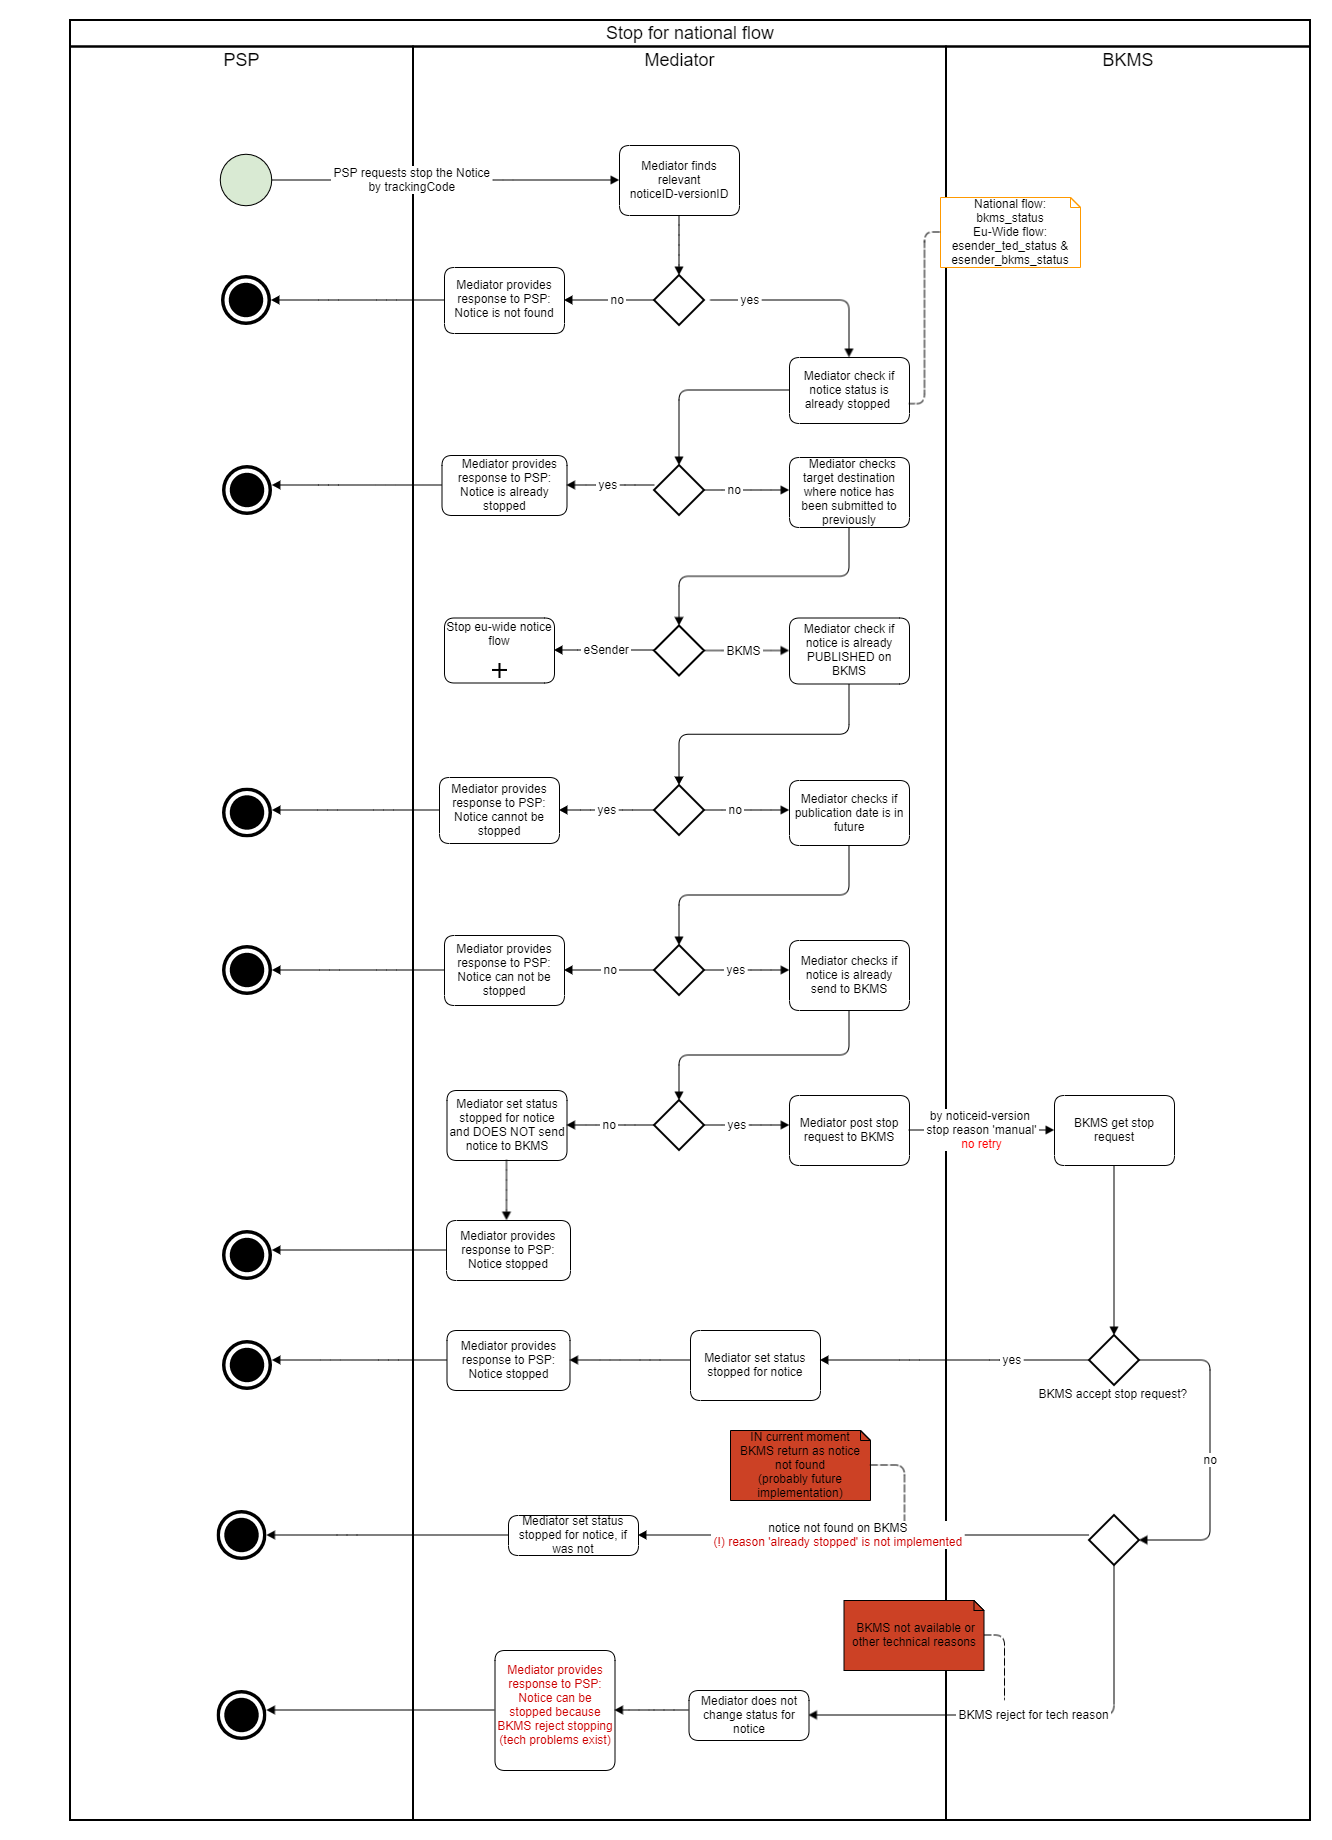 Stop for national flow
PSP
Mediator
BKMS
PSP requests stop the Notice
by trackingCode
Mediator finds
relevant
noticeID-versionID
National flow:
bkms_status
Eu-Wide flow:
esender_ted_status &
esender_bkms_status
Mediator provides
response to PSP:
Notice is not found
no
yes
Mediator check if
notice status is
already stopped
Mediator provides
response to PSP:
Notice is already
stopped
yes
no
Mediator checks
target destination
where notice has
been submitted to
previously
Stop eu-wide notice
flow
eSender
BKMS
Mediator check if
notice is already
PUBLISHED on
BKMS
Mediator provides
response to PSP:
Notice cannot be
stopped
yes
no
Mediator checks if
publication date is in
future
Mediator provides
response to PSP:
Notice can not be
stopped
no
yes
Mediator checks if
notice is already
send to BKMS
Mediator set status
stopped for notice
and DOES NOT send
notice to BKMS
no
yes
Mediator post stop
request to BKMS
by noticeid-version
stop reason 'manual'
no retry
BKMS get stop
request
Mediator provides
response to PSP:
Notice stopped
Mediator provides
response to PSP:
Notice stopped
Mediator set status
stopped for notice
yes
BKMS accept stop request?
no
IN current moment
BKMS return as notice
not found
(probably future
implementation)
Mediator set status
stopped for notice, if
was not
notice not found on BKMS
(!) reason 'already stopped' is not implemented
BKMS not available or
other technical reasons
Mediator provides
response to PSP:
Notice can be
stopped because
BKMS reject stopping
(tech problems exist)
Mediator does not
change status for
notice
BKMS reject for tech reason